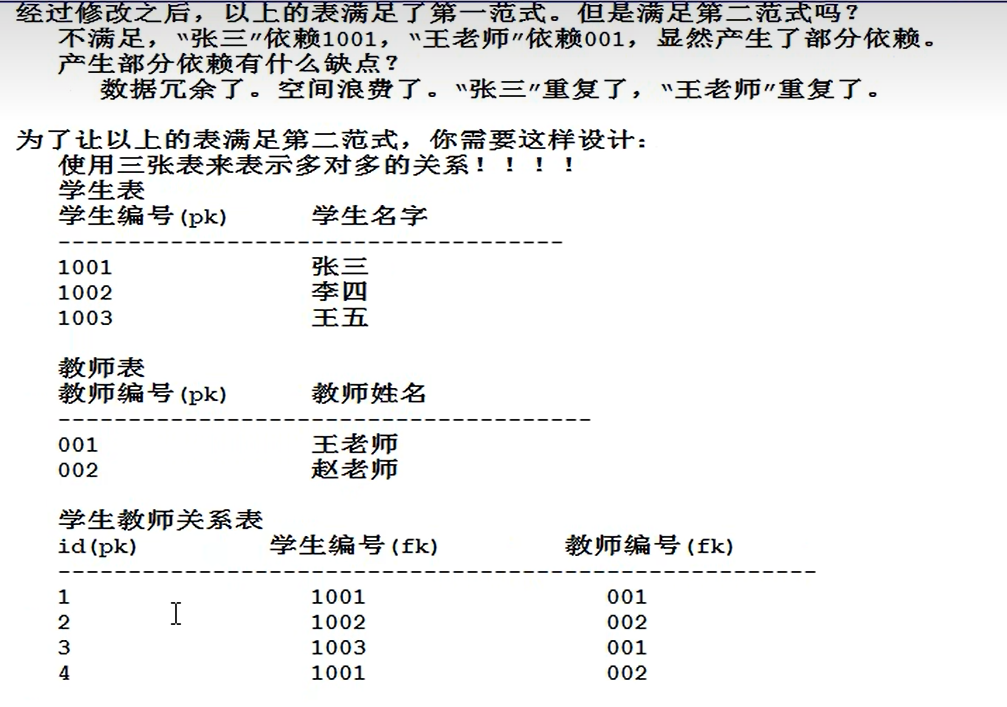 经过修改之后，以上的表满足了第一范式。但是满足第二范式吗？
不满足，“张三”依赖1001，“王老师”依赖001，显然产生了部分依赖。
产生部分依赖有什么缺点？
数据冗余了。空间浪费了。“张三”重复了，“王老师”重复了。
为了让以上的表满足第二范式，你需要这样设计：
使用三张表来表示多对多的关系！！！！
学生表
学生编号(pk) 学生名字
------------------------------------
1001 张三
1002 李四
1003 王五
教师表
教师编号(pk) 教师姓名
--------------------------------------
001 王老师
002 赵老师
学生教师关系表
id(pk) 学生编号(fk) 教师编号(fk)
------------------------------------------------------
1 1001 001
2 1002 002
3 1003 001
4 1001 002